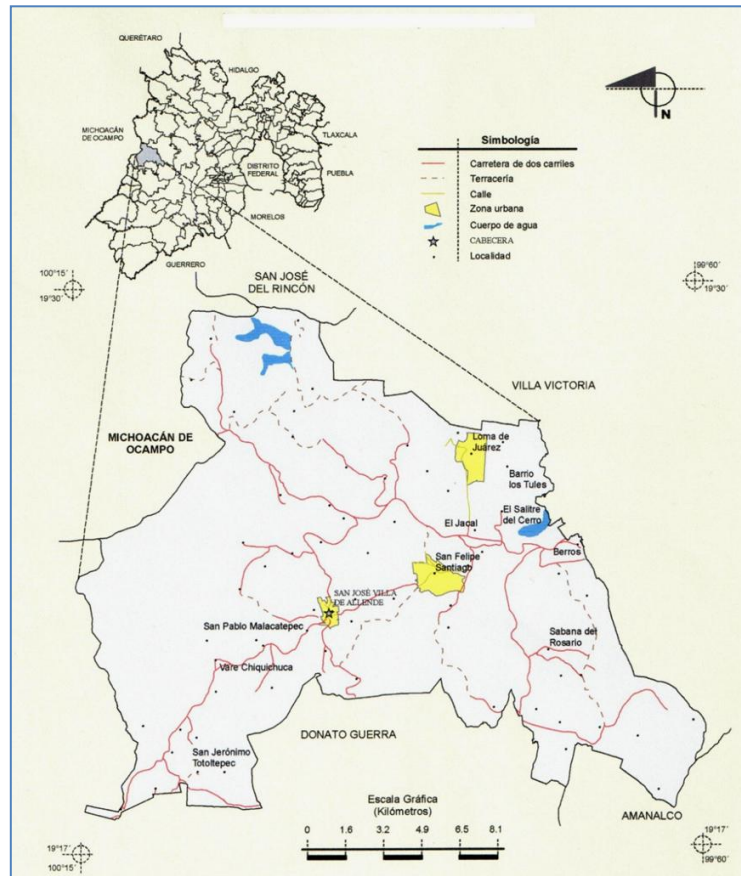 QUERÉTARO
HIDALGO
MICHOACÁN
DE OCAMPO
TLAXCALA
DISTRITO
FEDERAL
PUEBLA
MORELOS
GUERRERO
N
Simbología
Carretera de dos carriles
Terracería
Calle
Zona urbana
Cuerpo de agua
CABECERA
Localidad
100°15'
19°30'
99°60'
19°30'
SAN JOSÉ
DEL RINCÓN
VILLA VICTORIA
MICHOACÁN DE
OCAMPO
Loma de
Juárez
Barrio
los Tules
El Salitre
del Cerro
El Jacal
Berros
San Felipe
Santiago
SAN JOSÉ VILLA
DE ALLENDE
San Pablo Malacatepec
Sabana del
Rosario
Vare Chiquichuca
DONATO GUERRA
San Jerónimo
Totoltepec
AMANALCO
Escala Gráfica
(Kilómetros)
0 1.6 3.2 4.9 6.5 8.1
19°17'
100°15'
19°17'
99°60'